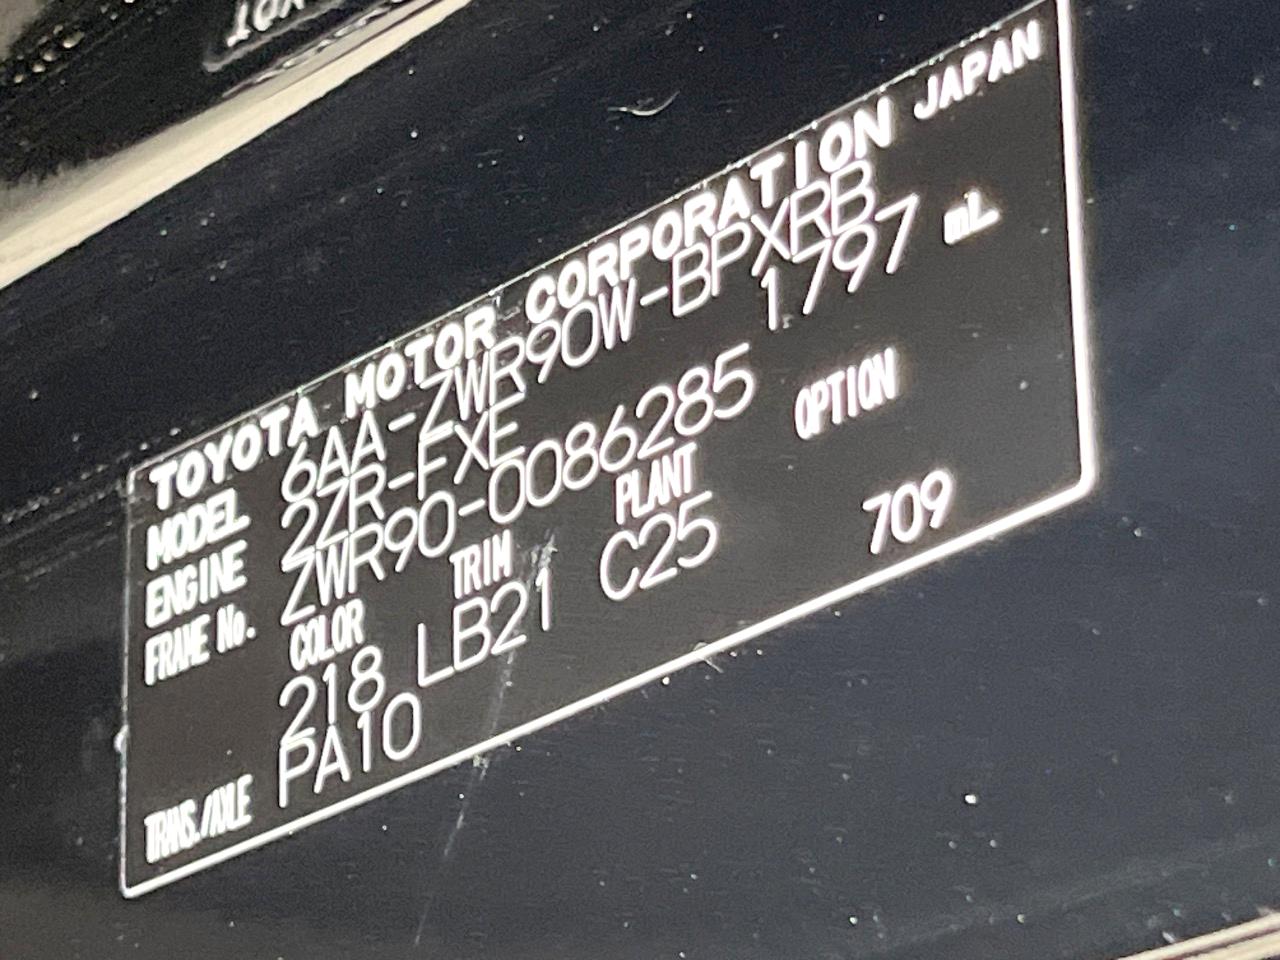 TOYOTA MOTOR CORPORATION JAPAN
MODEL 6AA-ZWR90W-BPXRB
ENGINE 2ZR-FXE 1797 mL
FRAME No. ZWR90-0086285
COLOR TRIM PLANT OPTION
218 LB21 C25 709
TRANS./AXLE PA10